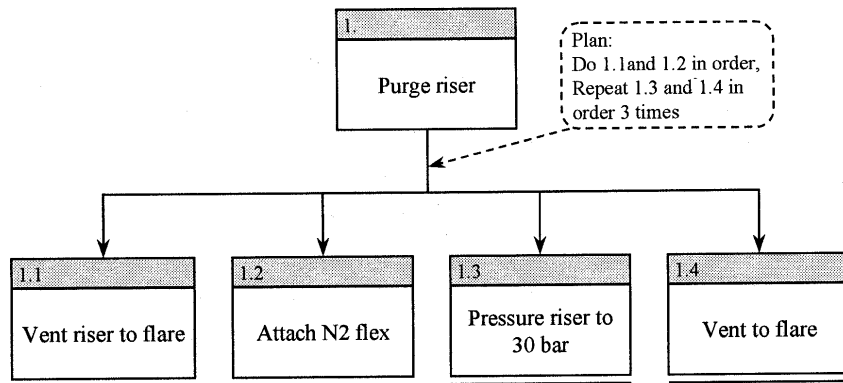 1.
Purge riser
Plan:
Do 1.1and 1.2 in order,
Repeat 1.3 and 1.4 in
order 3 times
1.1
Vent riser to flare
1.2
Attach N2 flex
1.3
Pressure riser to
30 bar
1.4
Vent to flare